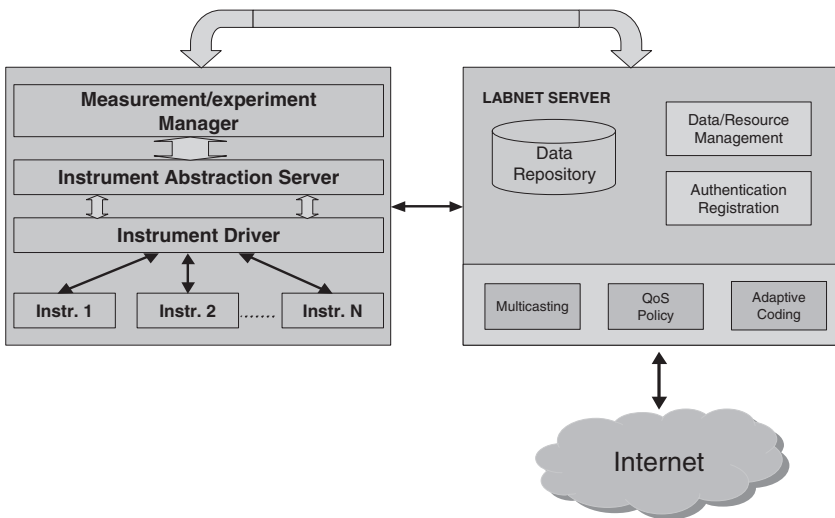 Measurement/experiment
Manager
Instrument Abstraction Server
Instrument Driver
Instr. 1
Instr. 2
.......
Instr. N
LABNET SERVER
Data
Repository
Data/Resource
Management
Authentication
Registration
Multicasting
QoS
Policy
Adaptive
Coding
Internet